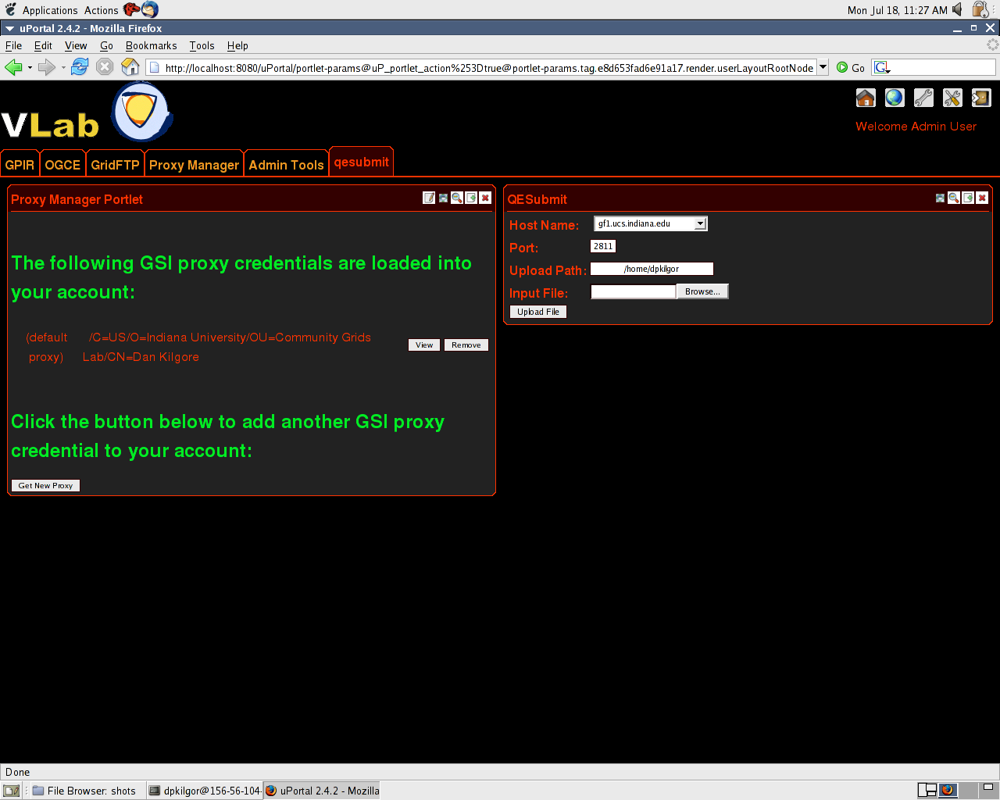 Applications Actions Mon Jul 18, 11:27 AM
uPortal 2.4.2 - Mozilla Firefox
File Edit View Go Bookmarks Tools Help
http://localhost:8080/uPortal/portlet-params@uP_portlet_action%253Dtrue@portlet-params.tag.e8d653fad6e91a17.render.userLayoutRootNode Go G
VLab
Welcome Admin User
GPIR OGCE GridFTP Proxy Manager Admin Tools qesubmit
Proxy Manager Portlet
The following GSI proxy credentials are loaded into
your account:
(default /C=US/O=Indiana University/OU=Community Grids
proxy) Lab/CN=Dan Kilgore
View Remove
Click the button below to add another GSI proxy
credential to your account:
Get New Proxy
QESubmit
Host Name: gf1.ucs.indiana.edu
Port: 2811
Upload Path: /home/dpkilgor
Input File: Browse...
Upload File
Done
File Browser: shots dpkilgor@156-56-104- uPortal 2.4.2 - Mozilla